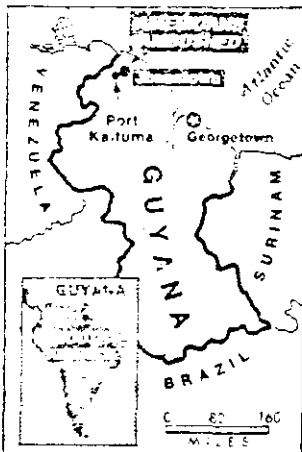 Atlantic
Ocean
VENEZUELA
Port
Kaituma
Georgetown
GUYANA
SURINAM
GUYANA
BRAZIL
0 80 160
MILES